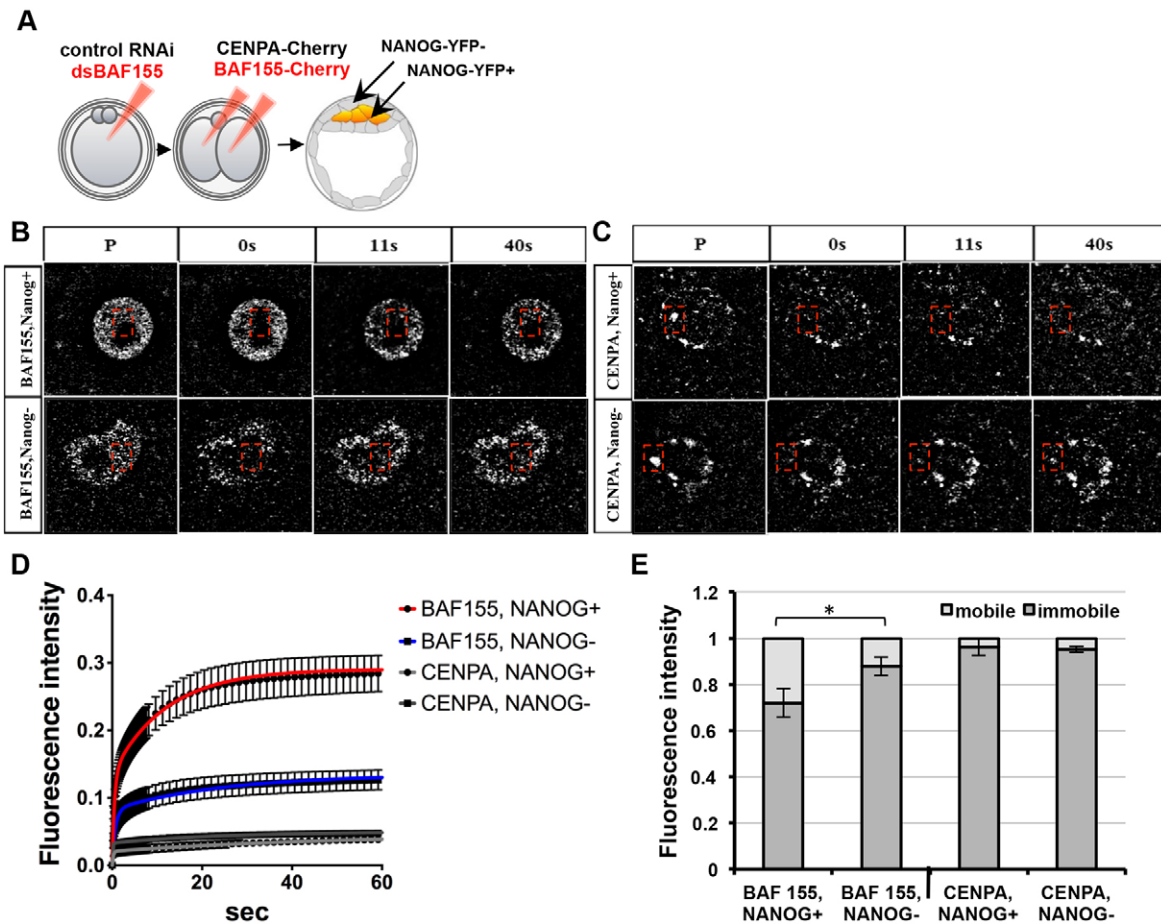 A
control RNAi
dsBAF155
CENPA-Cherry
BAF155-Cherry
NANOG-YFP-
NANOG-YFP+
B
P
0s
11s
40s
BAF155,Nanog+
BAF155,Nanog-
C
P
0s
11s
40s
CENPA, Nanog+
CENPA, Nanog-
D
Fluorescence intensity
0.4
0.3
0.2
0.1
0.0
0
20
40
60
sec
BAF155, NANOG+
BAF155, NANOG-
CENPA, NANOG+
CENPA, NANOG-
E
Fluorescence intensity
1.2
1
0.8
0.6
0.4
0.2
0
mobile
immobile
*
BAF 155,
NANOG+
BAF 155,
NANOG-
CENPA,
NANOG+
CENPA,
NANOG-